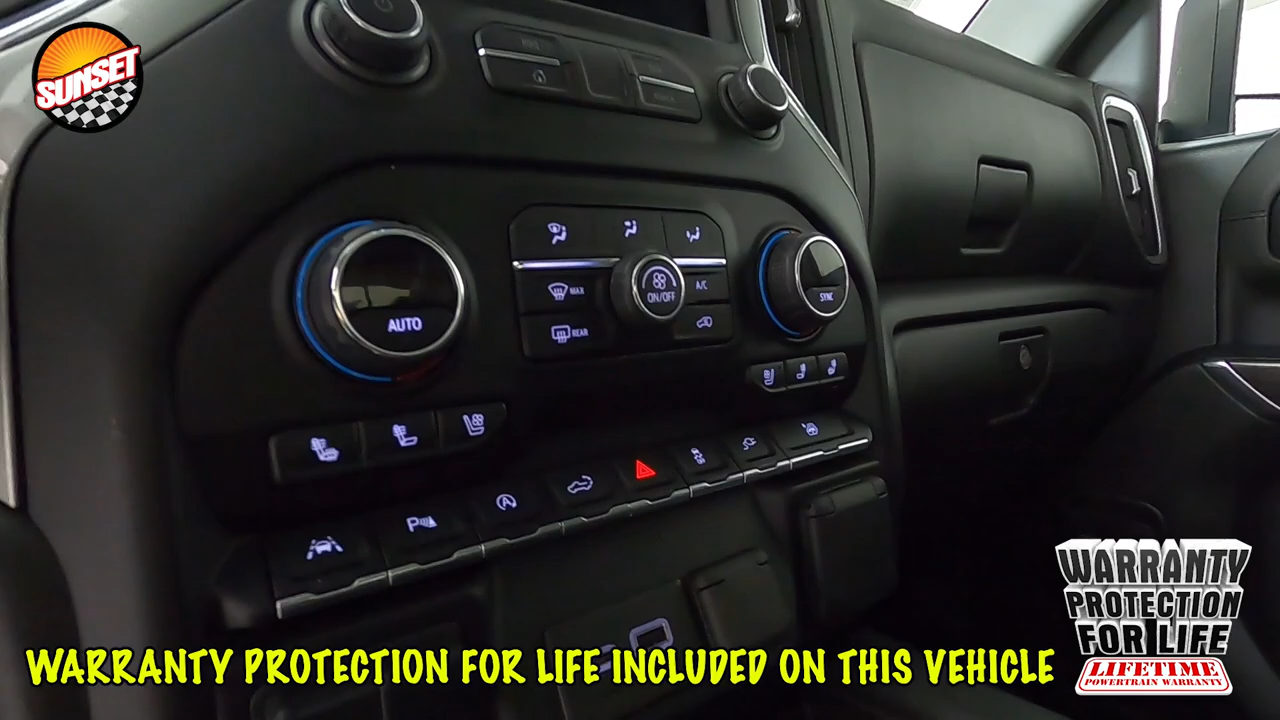 SUNSET
MAX
ON/OFF
A/C
AUTO
REAR
SYNC
P
A
WARRANTY
PROTECTION
FOR LIFE
LIFETIME
POWERTRAIN WARRANTY
WARRANTY PROTECTION FOR LIFE INCLUDED ON THIS VEHICLE